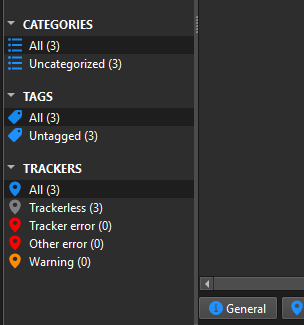 CATEGORIES
All (3)
Uncategorized (3)
TAGS
All (3)
Untagged (3)
TRACKERS
All (3)
Trackerless (3)
Tracker error (0)
Other error (0)
Warning (0)
General